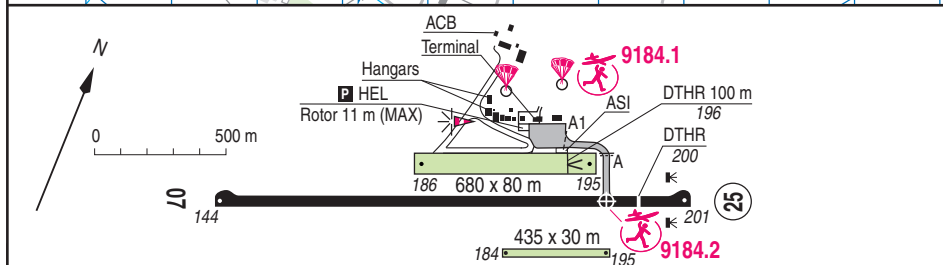 N
ACB
Terminal
9184.1
Hangars
P HEL
Rotor 11 m (MAX)
A1
ASI
DTHR 100 m
196
0 500 m
DTHR
200
A
186 680 x 80 m 195
07
144
201
25
9184.2
435 x 30 m
184
195